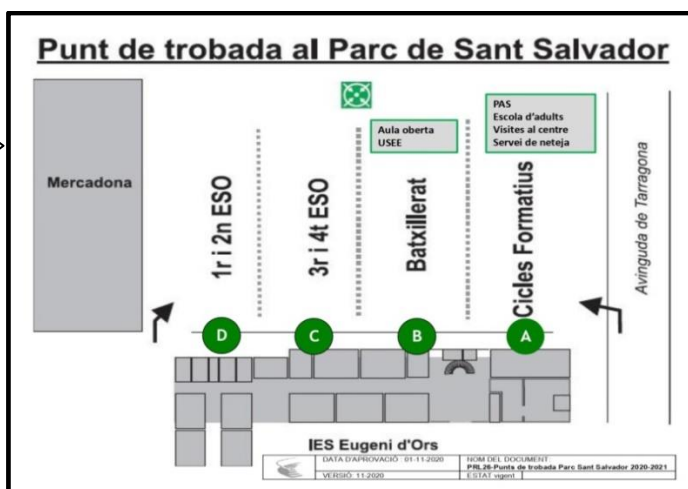 Punt de trobada al Parc de Sant Salvador
Mercadona
1r i 2n ESO
3r i 4t ESO
Aula oberta
USEE
Batxillerat
PAS
Escola d'adults
Visites al centre
Servei de neteja
Cicles Formatius
Avinguda de Tarragona
D
C
B
A
IES Eugeni d'Ors
DATA D'APROVACIÓ : 01-11-2020
NOM DEL DOCUMENT:
PRL26-Punts de trobada Parc Sant Salvador 2020-2021
VERSIÓ: 11-2020
ESTAT vigent